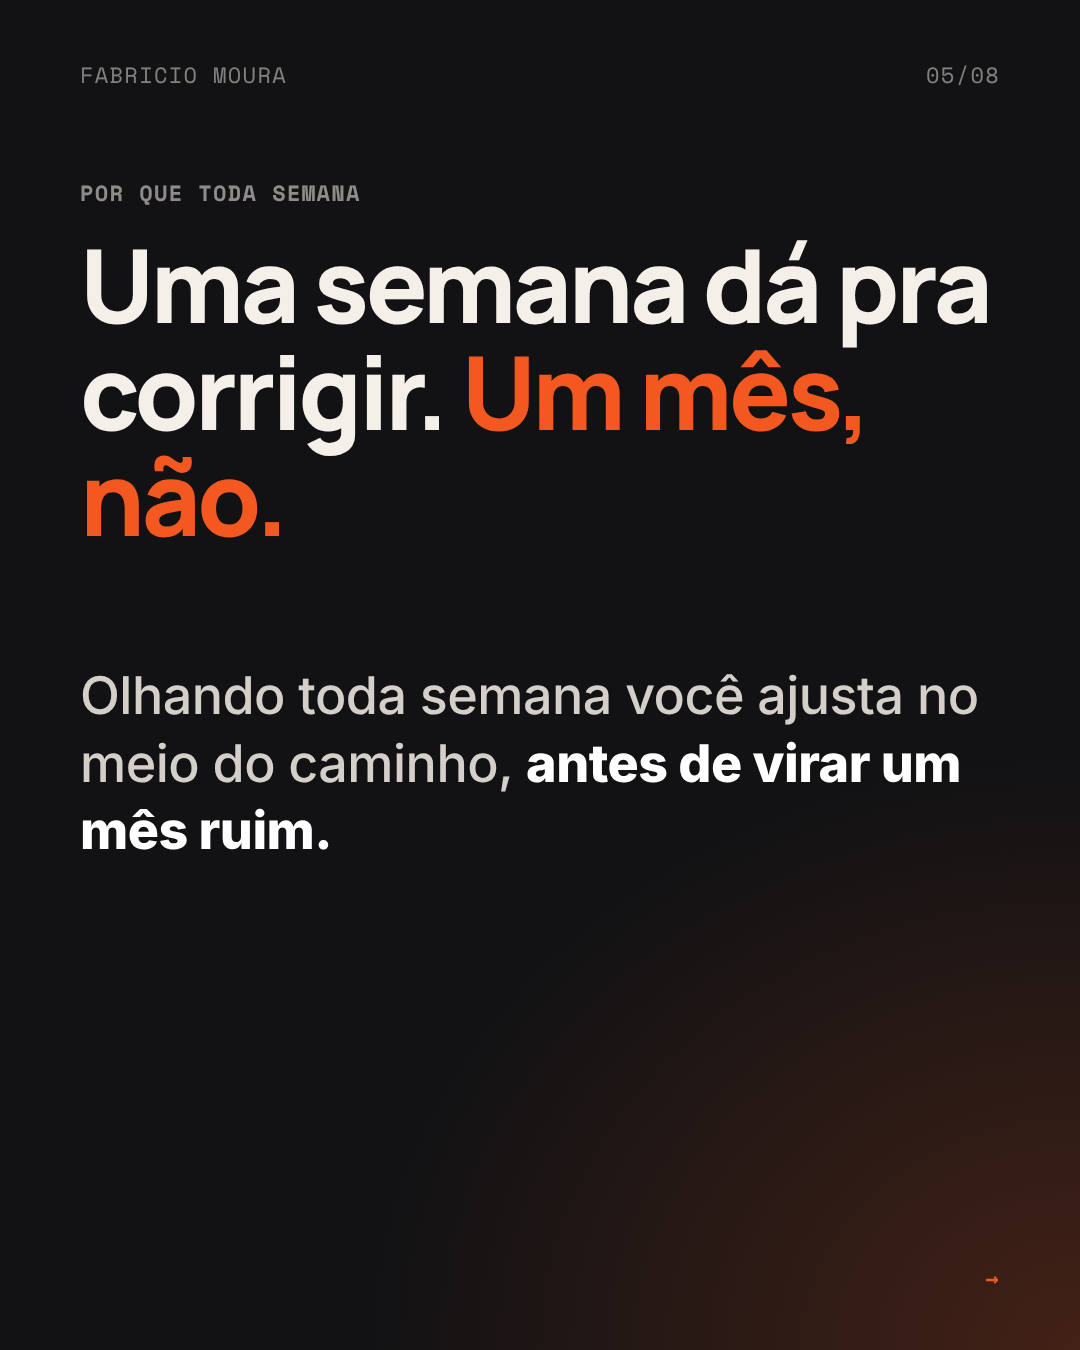 FABRICIO MOURA
05/08
POR QUE TODA SEMANA
Uma semana dá pra
corrigir. Um mês,
não.
Olhando toda semana você ajusta no
meio do caminho, antes de virar um
mês ruim.
→